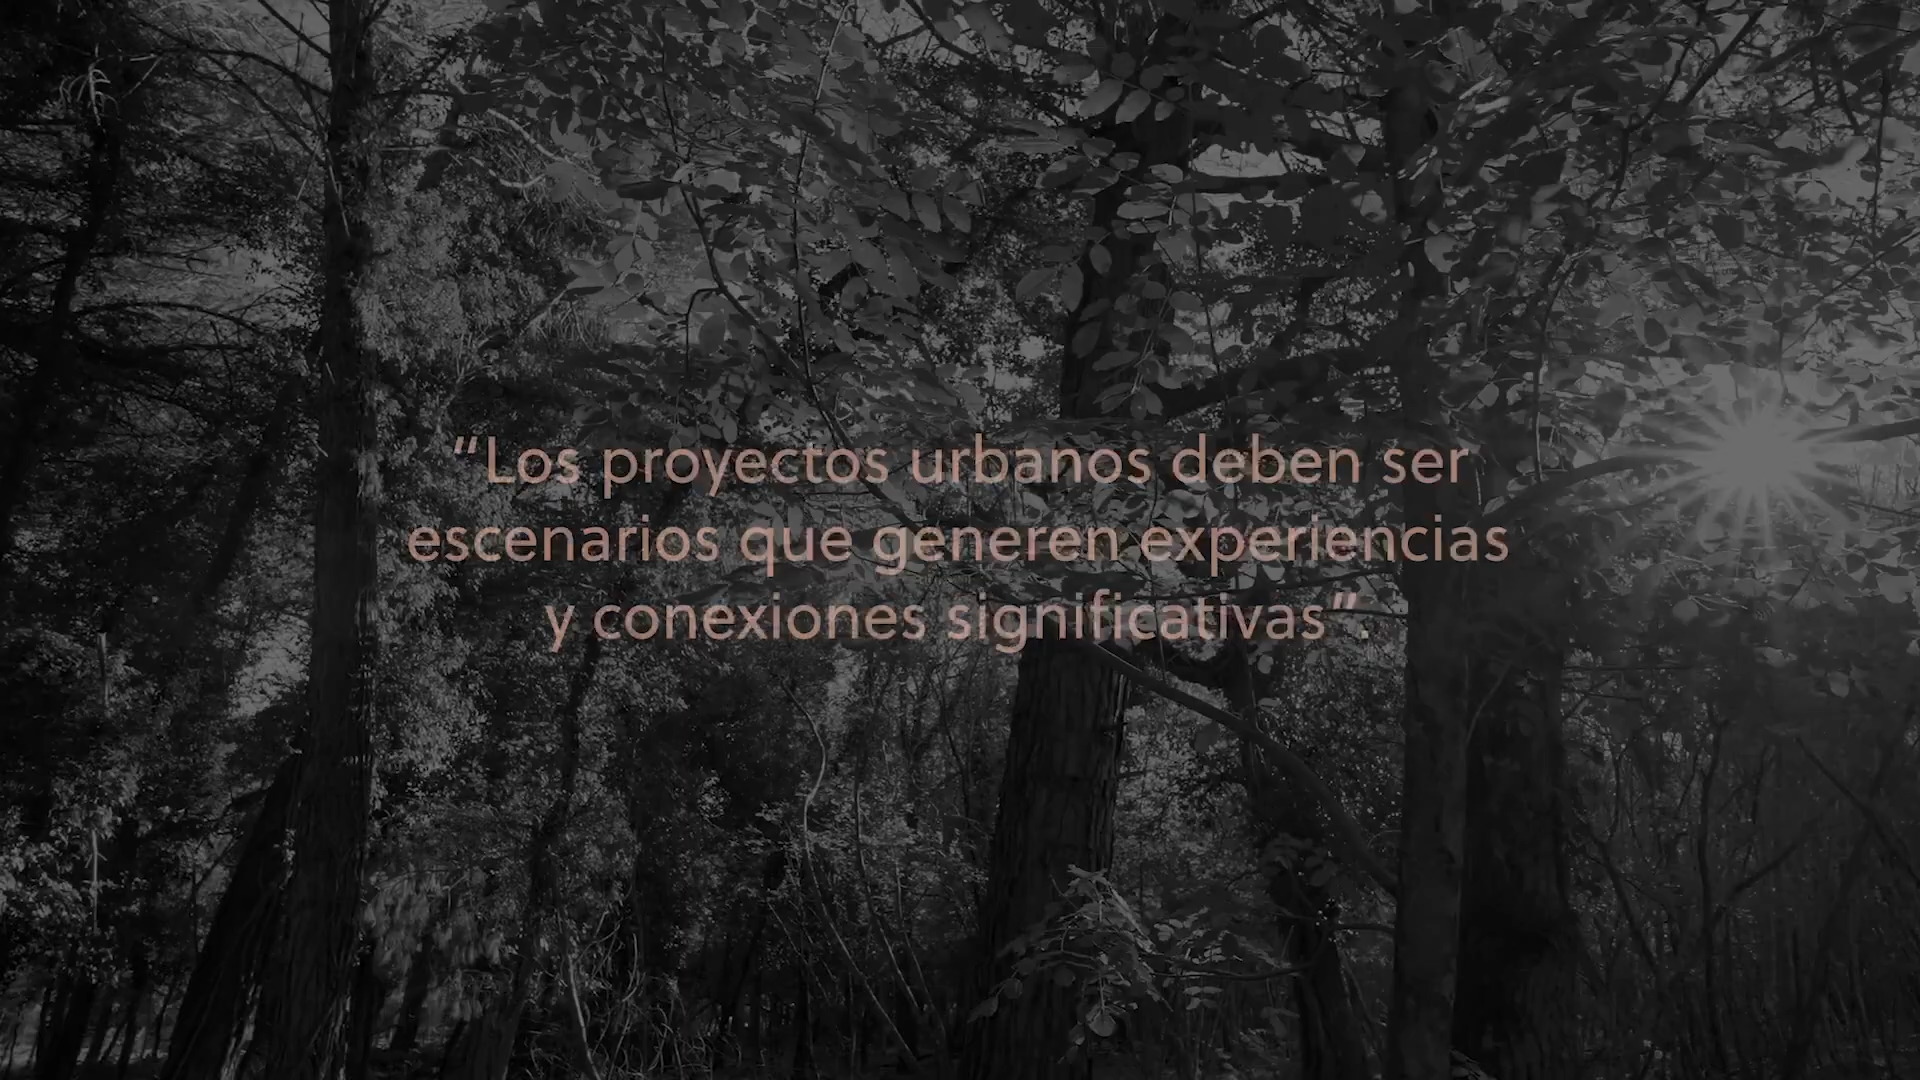 “Los proyectos urbanos deben ser
escenarios que generen experiencias
y conexiones significativas”